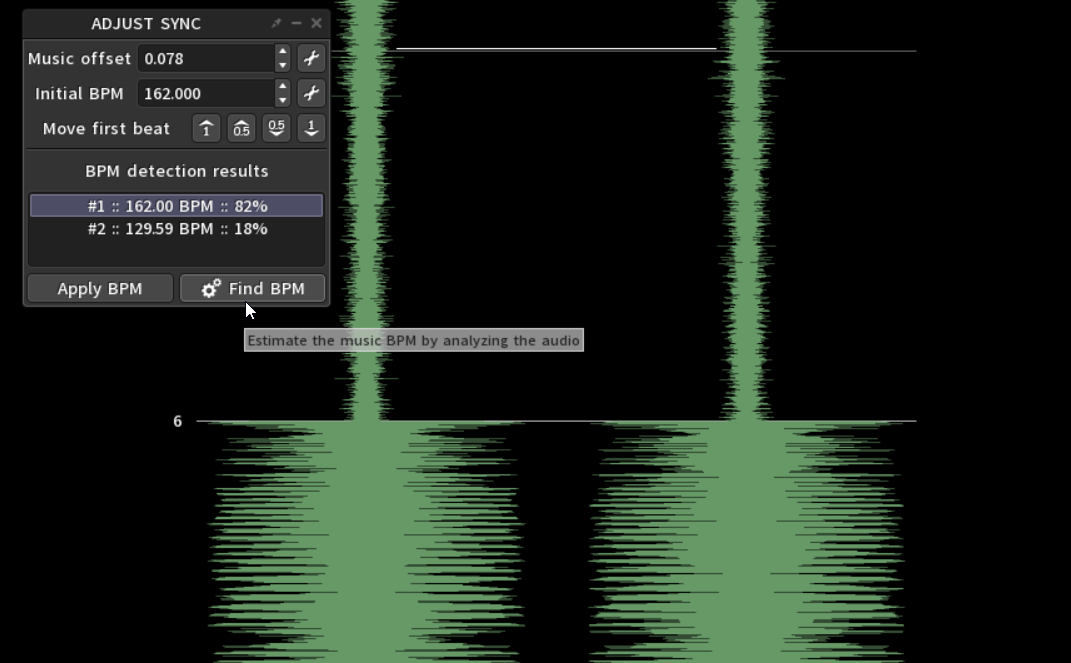 ADJUST SYNC
Music offset 0.078
Initial BPM 162.000
Move first beat 1 0.5 0.5 1
BPM detection results
#1 :: 162.00 BPM :: 82%
#2 :: 129.59 BPM :: 18%
Apply BPM Find BPM
Estimate the music BPM by analyzing the audio
6